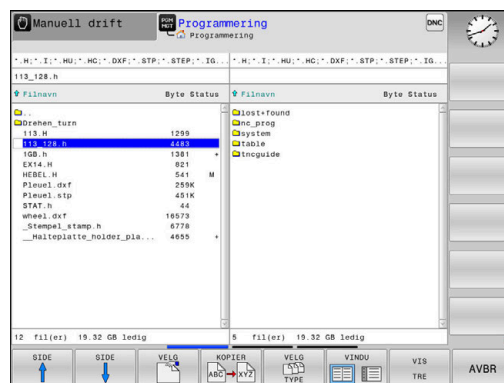 Manuell drift
PGM MGT
Programmering
Programmering
DNC
*.H;*.I;*.HU;*.HC;*.DXF;*.STP;*.STEP;*.IG...
*.H;*.I;*.HU;*.HC;*.DXF;*.STP;*.STEP;*.IG...
113_128.h
Filnavn Byte Status
Filnavn Byte Status
..
Drehen_turn
113.H 1299
113_128.h 4483
1GB.h 1381 +
EX14.H 821
HEBEL.H 541 M
Pleuel.dxf 259K
Pleuel.stp 451K
STAT.h 44
wheel.dxf 16573
_Stempel_stamp.h 6778
__Halteplatte_holder_pla... 4655 +
lost+found
nc_prog
system
table
tncguide
12 fil(er) 19.32 GB ledig
5 fil(er) 19.32 GB ledig
SIDE
SIDE
VELG
KOPIER
ABC XYZ
VELG
TYPE
VINDU
VIS
TRE
AVBR